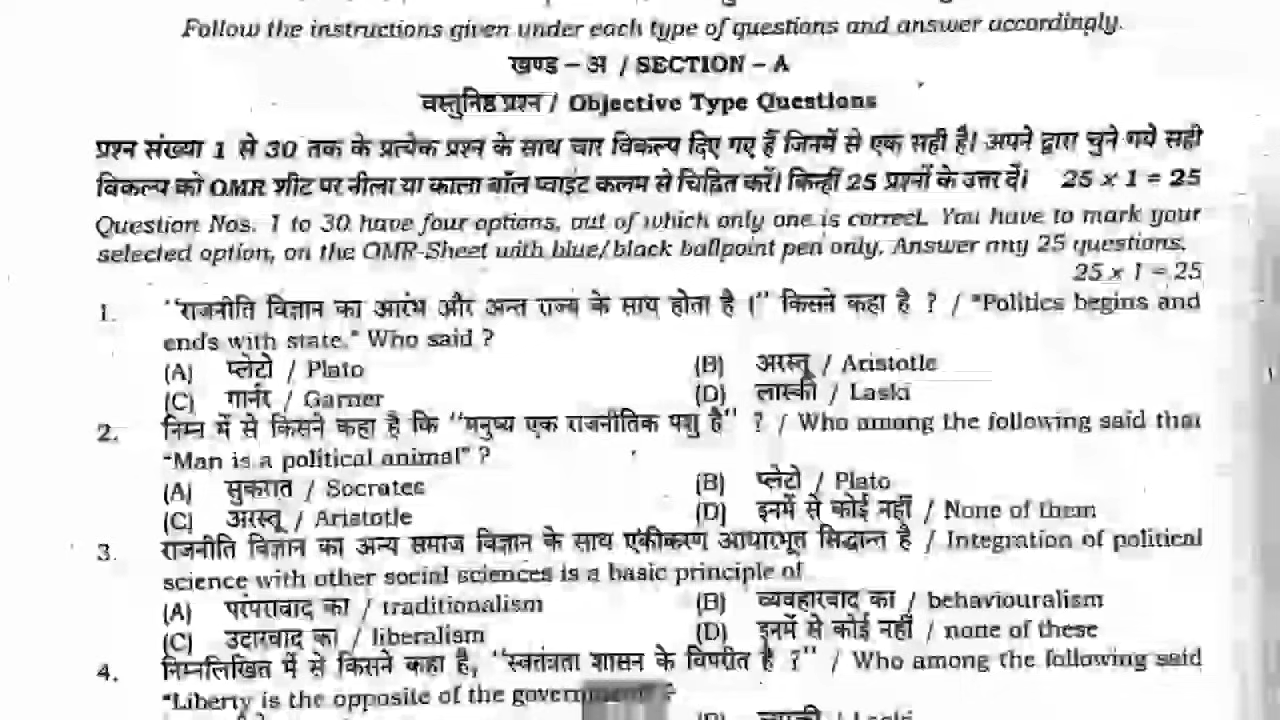 Follow the instructions given under each type of questions and answer accordingly.
खण्ड – अ / SECTION – A
वस्तुनिष्ठ प्रश्न / Objective Type Questions
प्रश्न संख्या 1 से 30 तक के प्रत्येक प्रश्न के साथ चार विकल्प दिए गए हैं जिनमें से एक सही है। अपने द्वारा चुने गये सही
विकल्प को OMR शीट पर नीला या काला बॉल प्वाइंट कलम से चिह्नित करें। किन्हीं 25 प्रश्नों के उत्तर दें। 25 x 1 = 25
Question Nos. 1 to 30 have four options, out of which only one is correct. You have to mark your
selected option, on the OMR-Sheet with blue/black ballpoint pen only. Answer any 25 questions.
25 x 1 = 25
1. "राजनीति विज्ञान का आरंभ और अन्त राज्य के साथ होता है।" किसने कहा है ? / "Politics begins and
ends with state." Who said ?
(A) प्लेटो / Plato (B) अरस्तू / Aristotle
(C) गार्नर / Garner (D) लास्की / Laski
2. निम्न में से किसने कहा है कि "मनुष्य एक राजनीतिक पशु है" ? / Who among the following said that
"Man is a political animal" ?
(A) सुकरात / Socrates (B) प्लेटो / Plato
(C) अरस्तू / Aristotle (D) इनमें से कोई नहीं / None of them
3. राजनीति विज्ञान का अन्य समाज विज्ञान के साथ एकीकरण आधारभूत सिद्धान्त है / Integration of political
science with other social sciences is a basic principle of
(A) परंपरावाद का / traditionalism (B) व्यवहारवाद का / behaviouralism
(C) उदारवाद का / liberalism (D) इनमें से कोई नहीं / none of these
4. निम्नलिखित में से किसने कहा है, "स्वतंत्रता शासन के विपरीत है ?" / Who among the following said
"Liberty is the opposite of the government" ?